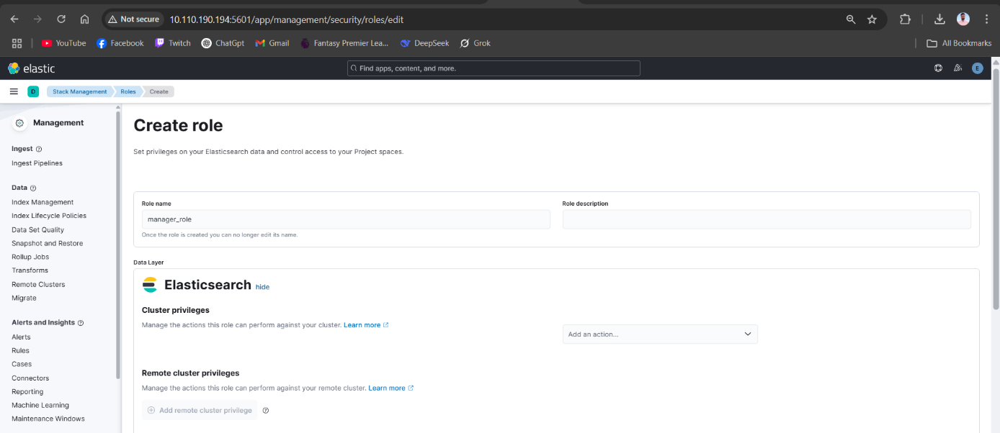 Not secure 10.110.190.194:5601/app/management/security/roles/edit
YouTube Facebook Twitch ChatGpt Gmail Fantasy Premier Lea... DeepSeek Grok All Bookmarks
elastic Find apps, content, and more. E
D Stack Management Roles Create
Management
Ingest
Ingest Pipelines
Data
Index Management
Index Lifecycle Policies
Data Set Quality
Snapshot and Restore
Rollup Jobs
Transforms
Remote Clusters
Migrate
Alerts and Insights
Alerts
Rules
Cases
Connectors
Reporting
Machine Learning
Maintenance Windows
Create role
Set privileges on your Elasticsearch data and control access to your Project spaces.
Role name
manager_role
Once the role is created you can no longer edit its name.
Role description
Data Layer
Elasticsearch hide
Cluster privileges
Manage the actions this role can perform against your cluster. Learn more
Add an action...
Remote cluster privileges
Manage the actions this role can perform against your remote cluster. Learn more
Add remote cluster privilege